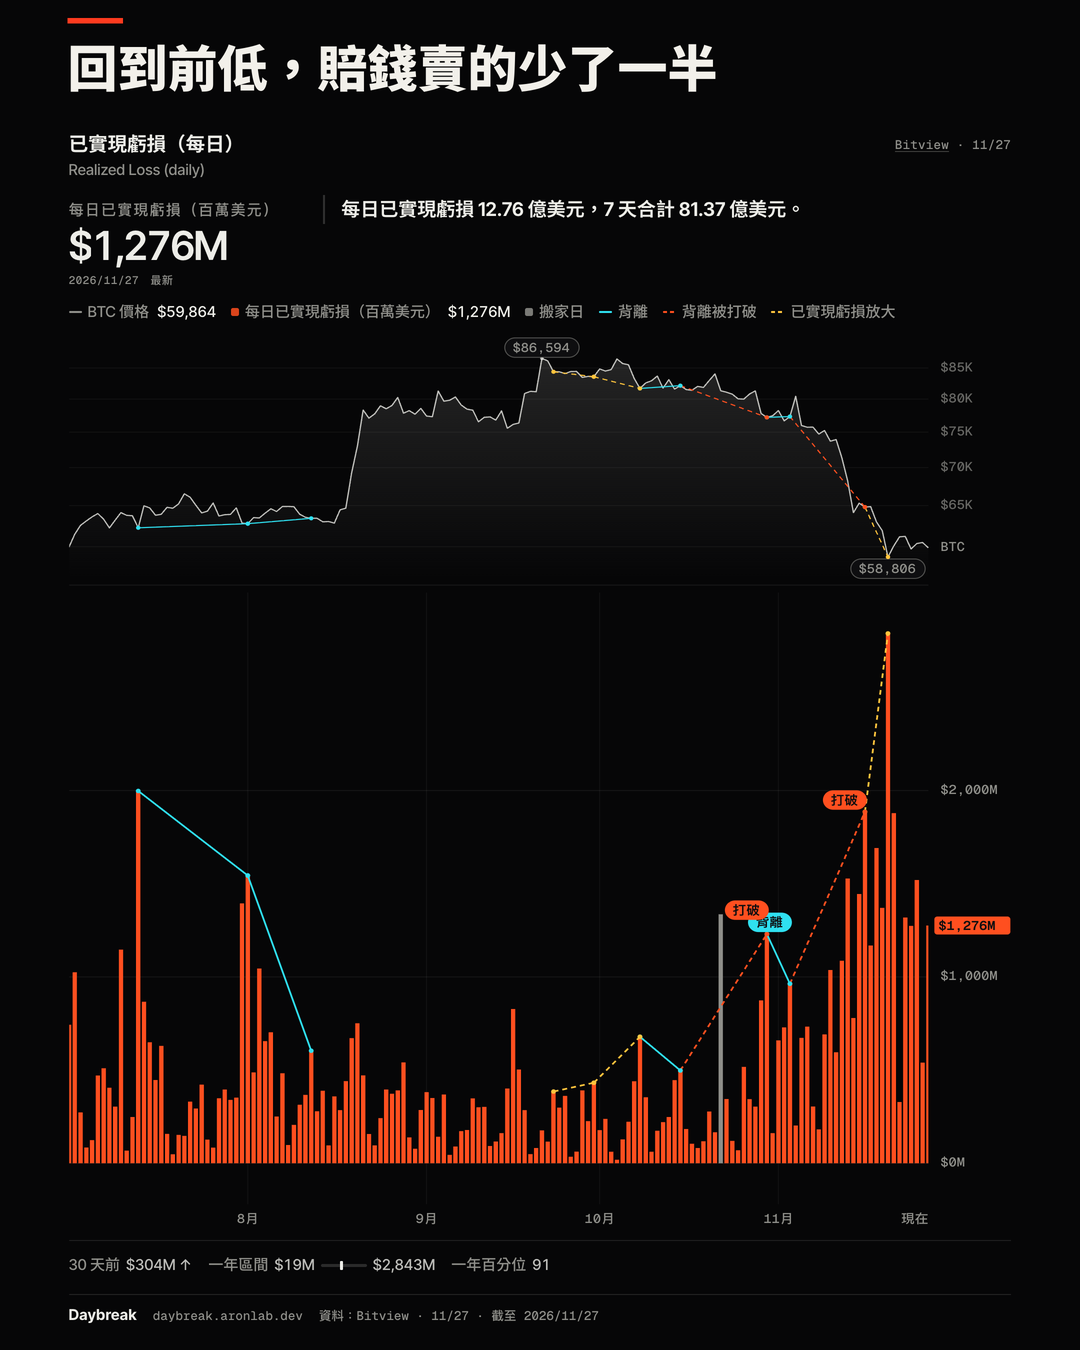 回到前低，賠錢賣的少了一半
已實現虧損（每日）
Bitview · 11/27
Realized Loss (daily)
每日已實現虧損（百萬美元）
每日已實現虧損 12.76 億美元，7 天合計 81.37 億美元。
$1,276M
2026/11/27 最新
BTC 價格 $59,864 每日已實現虧損（百萬美元） $1,276M 搬家日 背離 背離被打破 已實現虧損放大
$86,594
$85K
$80K
$75K
$70K
$65K
BTC
$58,806
$2,000M
打破
打破
背離
$1,276M
$1,000M
$0M
8月 9月 10月 11月 現在
30 天前 $304M ↑ 一年區間 $19M $2,843M 一年百分位 91
Daybreak daybreak.aronlab.dev 資料：Bitview · 11/27 · 截至 2026/11/27